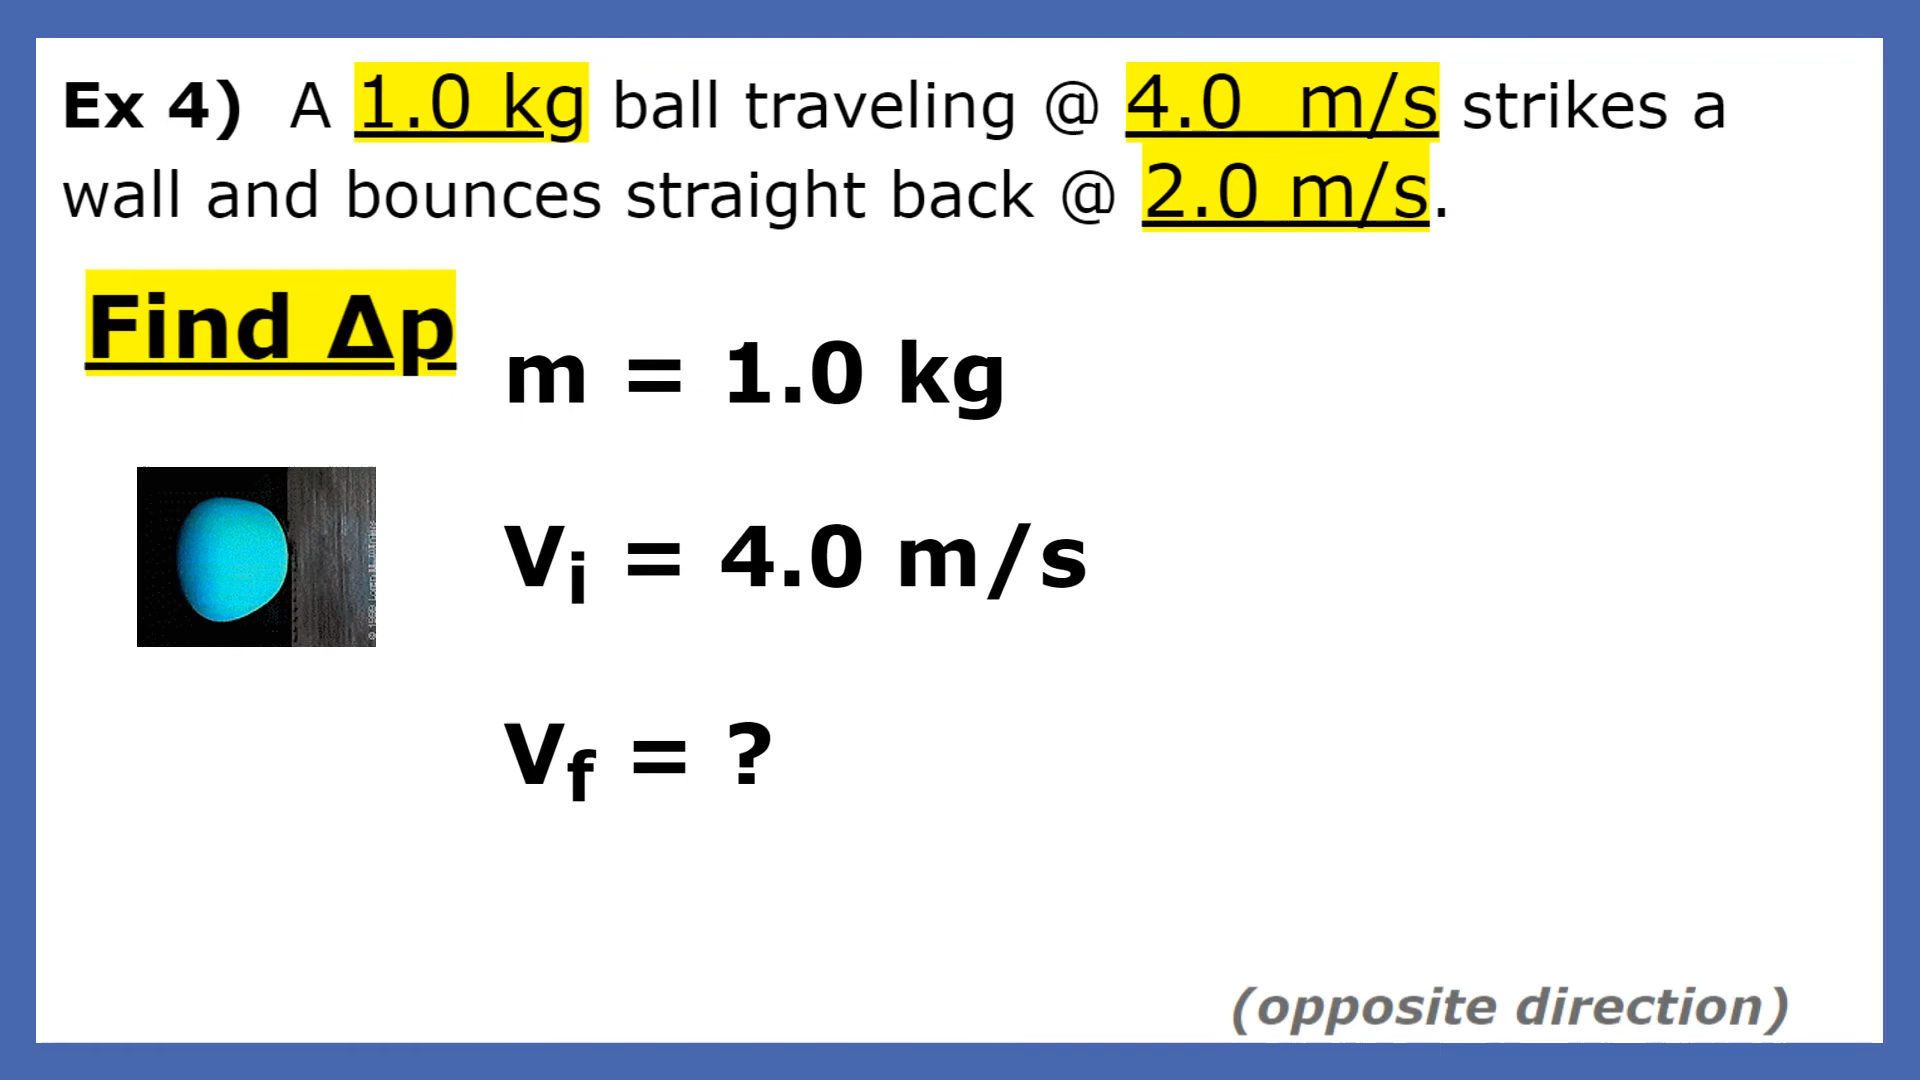 Ex 4) A 1.0 kg ball traveling @ 4.0 m/s strikes a
wall and bounces straight back @ 2.0 m/s.
Find Δp
m = 1.0 kg
Vi = 4.0 m/s
Vf = ?
(opposite direction)